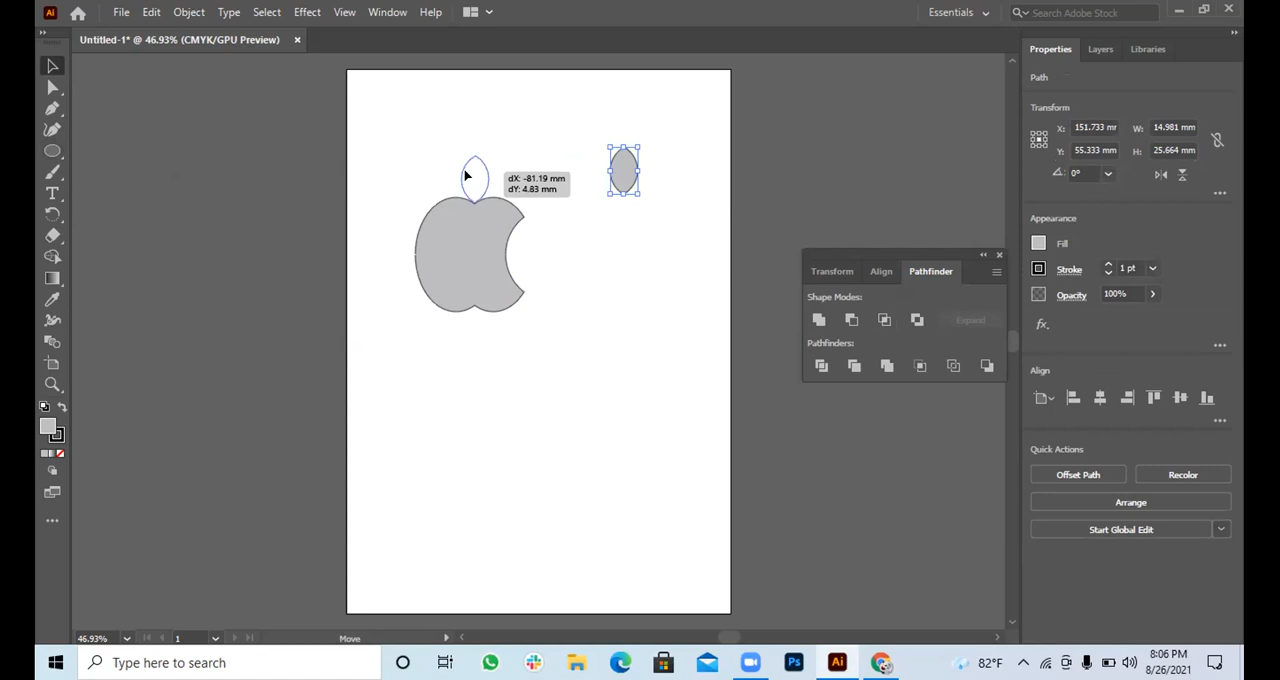 Ai File Edit Object Type Select Effect View Window Help Essentials Search Adobe Stock
Untitled-1* @ 46.93% (CMYK/GPU Preview)
Properties Layers Libraries
Path
Transform
X: 151.733 mr W: 14.981 mm
Y: 55.333 mm H: 25.664 mm
0°
dX: -81.19 mm
dY: 4.83 mm
Appearance
Fill
Stroke 1 pt
Opacity 100%
fx.
Transform Align Pathfinder
Shape Modes:
Expand
Pathfinders:
Align
Quick Actions
Offset Path Recolor
Arrange
Start Global Edit
46.93% 1 Move
Type here to search
Ps Ai
82°F
8:06 PM
8/26/2021